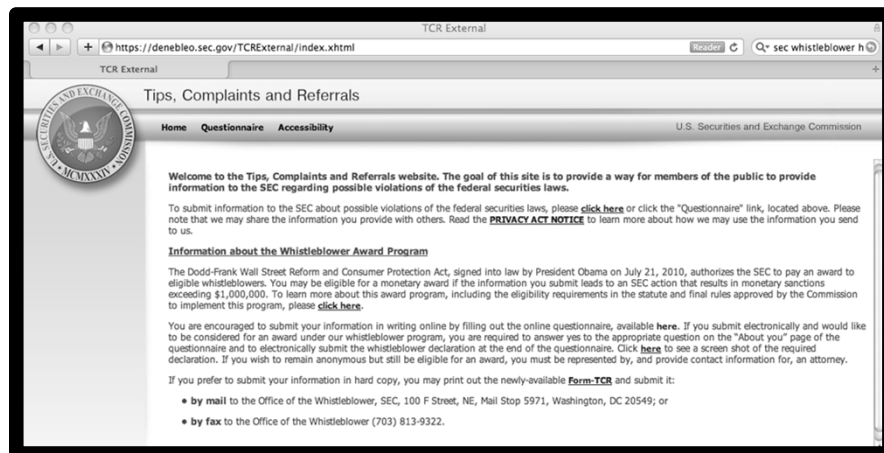 TCR External
https://denebleo.sec.gov/TCRExternal/index.xhtml
Reader
sec whistleblower h
TCR External
Tips, Complaints and Referrals
Home Questionnaire Accessibility
U.S. Securities and Exchange Commission
U.S. SECURITIES AND EXCHANGE COMMISSION
MCMXXXIV
Welcome to the Tips, Complaints and Referrals website. The goal of this site is to provide a way for members of the public to provide
information to the SEC regarding possible violations of the federal securities laws.
To submit information to the SEC about possible violations of the federal securities laws, please click here or click the "Questionnaire" link, located above. Please
note that we may share the information you provide with others. Read the PRIVACY ACT NOTICE to learn more about how we may use the information you send
to us.
Information about the Whistleblower Award Program
The Dodd-Frank Wall Street Reform and Consumer Protection Act, signed into law by President Obama on July 21, 2010, authorizes the SEC to pay an award to
eligible whistleblowers. You may be eligible for a monetary award if the information you submit leads to an SEC action that results in monetary sanctions
exceeding $1,000,000. To learn more about this award program, including the eligibility requirements in the statute and final rules approved by the Commission
to implement this program, please click here.
You are encouraged to submit your information in writing online by filling out the online questionnaire, available here. If you submit electronically and would like
to be considered for an award under our whistleblower program, you are required to answer yes to the appropriate question on the "About you" page of the
questionnaire and to electronically submit the whistleblower declaration at the end of the questionnaire. Click here to see a screen shot of the required
declaration. If you wish to remain anonymous but still be eligible for an award, you must be represented by, and provide contact information for, an attorney.
If you prefer to submit your information in hard copy, you may print out the newly-available Form-TCR and submit it:
• by mail to the Office of the Whistleblower, SEC, 100 F Street, NE, Mail Stop 5971, Washington, DC 20549; or
• by fax to the Office of the Whistleblower (703) 813-9322.